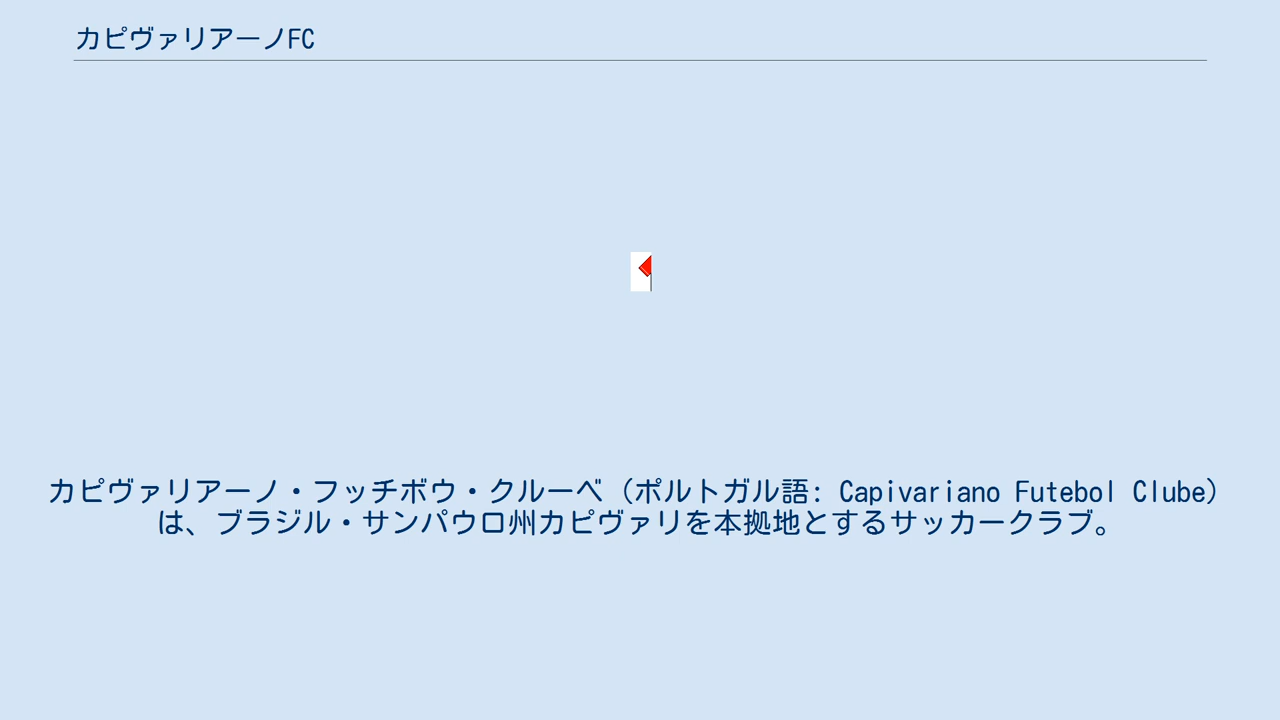 カピヴァリアーノFC
カピヴァリアーノ・フッチボウ・クルーベ（ポルトガル語: Capivariano Futebol Clube）
は、ブラジル・サンパウロ州カピヴァリを本拠地とするサッカークラブ。